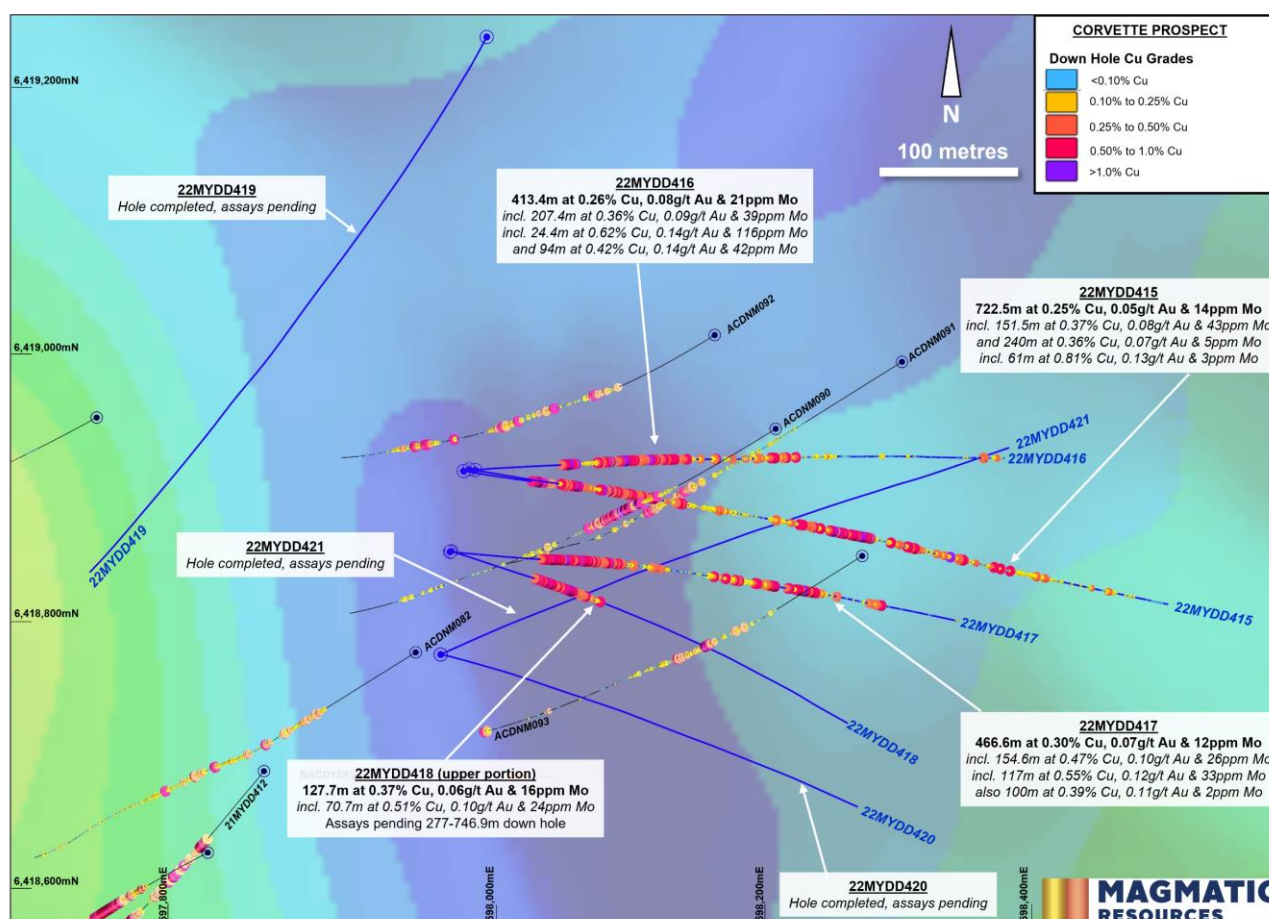 CORVETTE PROSPECT
Down Hole Cu Grades
<0.10% Cu
0.10% to 0.25% Cu
0.25% to 0.50% Cu
0.50% to 1.0% Cu
>1.0% Cu
N
100 metres
6,419,200mN
22MYDD419
Hole completed, assays pending
22MYDD416
413.4m at 0.26% Cu, 0.08g/t Au & 21ppm Mo
incl. 207.4m at 0.36% Cu, 0.09g/t Au & 39ppm Mo
incl. 24.4m at 0.62% Cu, 0.14g/t Au & 116ppm Mo
and 94m at 0.42% Cu, 0.14g/t Au & 42ppm Mo
22MYDD415
722.5m at 0.25% Cu, 0.05g/t Au & 14ppm Mo
incl. 151.5m at 0.37% Cu, 0.08g/t Au & 43ppm Mo
and 240m at 0.36% Cu, 0.07g/t Au & 5ppm Mo
incl. 61m at 0.81% Cu, 0.13g/t Au & 3ppm Mo
6,419,000mN
ACDNM092
ACDNM091
ACDNM090
22MYDD421
22MYDD416
22MYDD419
22MYDD421
Hole completed, assays pending
22MYDD415
22MYDD417
6,418,800mN
ACDNM082
ACDNM093
22MYDD418
22MYDD420
21MYDD412
22MYDD418 (upper portion)
127.7m at 0.37% Cu, 0.06g/t Au & 16ppm Mo
incl. 70.7m at 0.51% Cu, 0.10g/t Au & 24ppm Mo
Assays pending 277-746.9m down hole
22MYDD417
466.6m at 0.30% Cu, 0.07g/t Au & 12ppm Mo
incl. 154.6m at 0.47% Cu, 0.10g/t Au & 26ppm Mo
incl. 117m at 0.55% Cu, 0.12g/t Au & 33ppm Mo
also 100m at 0.39% Cu, 0.11g/t Au & 2ppm Mo
22MYDD420
Hole completed, assays pending
6,418,600mN
597,800mE
598,000mE
598,200mE
598,400mE
MAGMATIC
RESOURCES